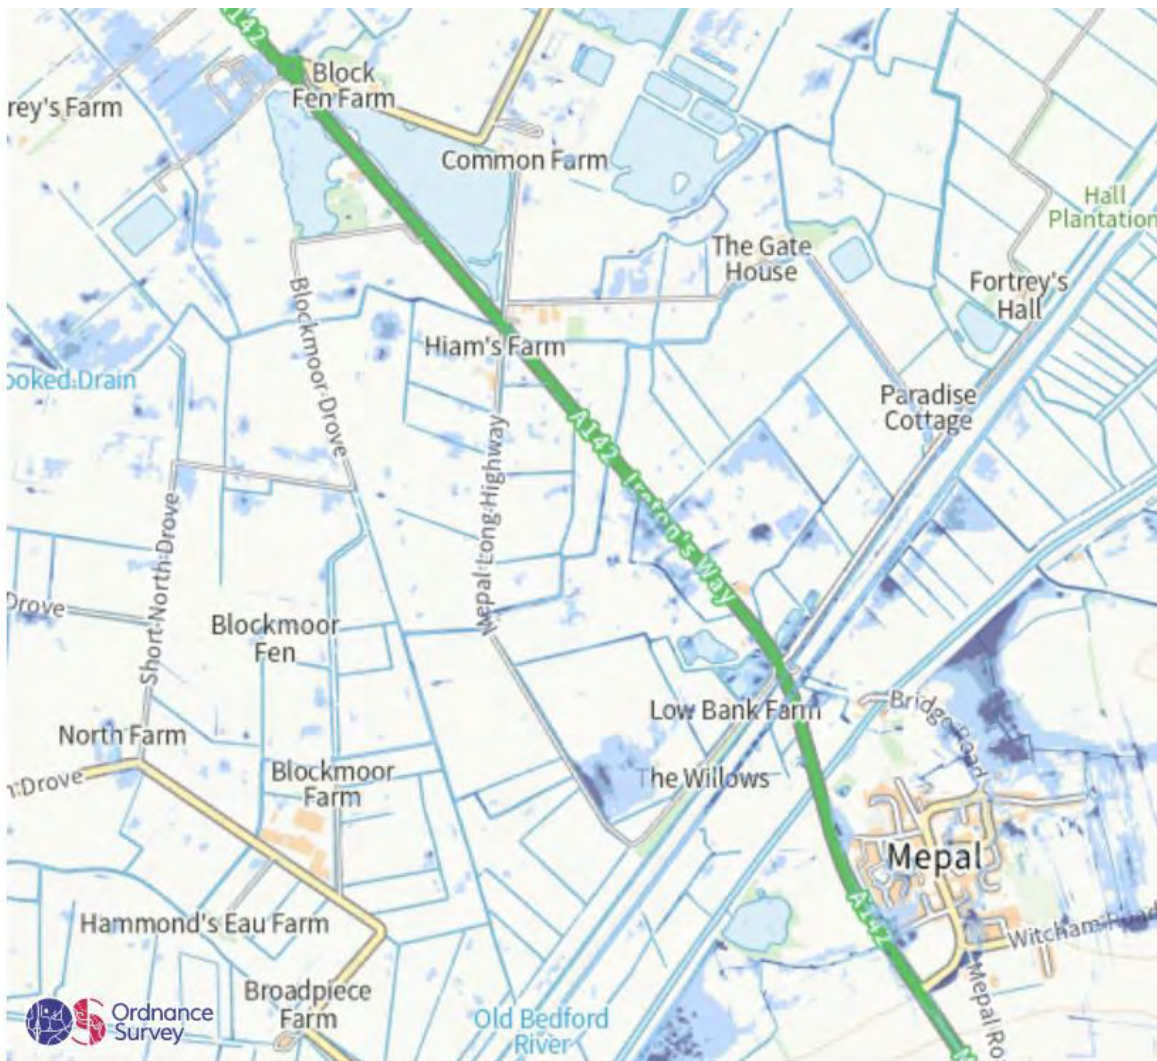 A142
Block
Fen Farm
rey's Farm
Common Farm
Hall
Plantation
The Gate
House
Fortrey's
Hall
Blockmoor Drove
Hiam's Farm
ooked Drain
Paradise
Cottage
A142 Ireton's Way
Mepal Long Highway
Short North Drove
Drove
Blockmoor
Fen
Low Bank Farm
Bridge Road
North Farm
n Drove
Blockmoor
Farm
The Willows
Mepal
A142
Hammond's Eau Farm
Witcham Road
Mepal Ro
Broadpiece
Farm
Old Bedford
River
Ordnance
Survey